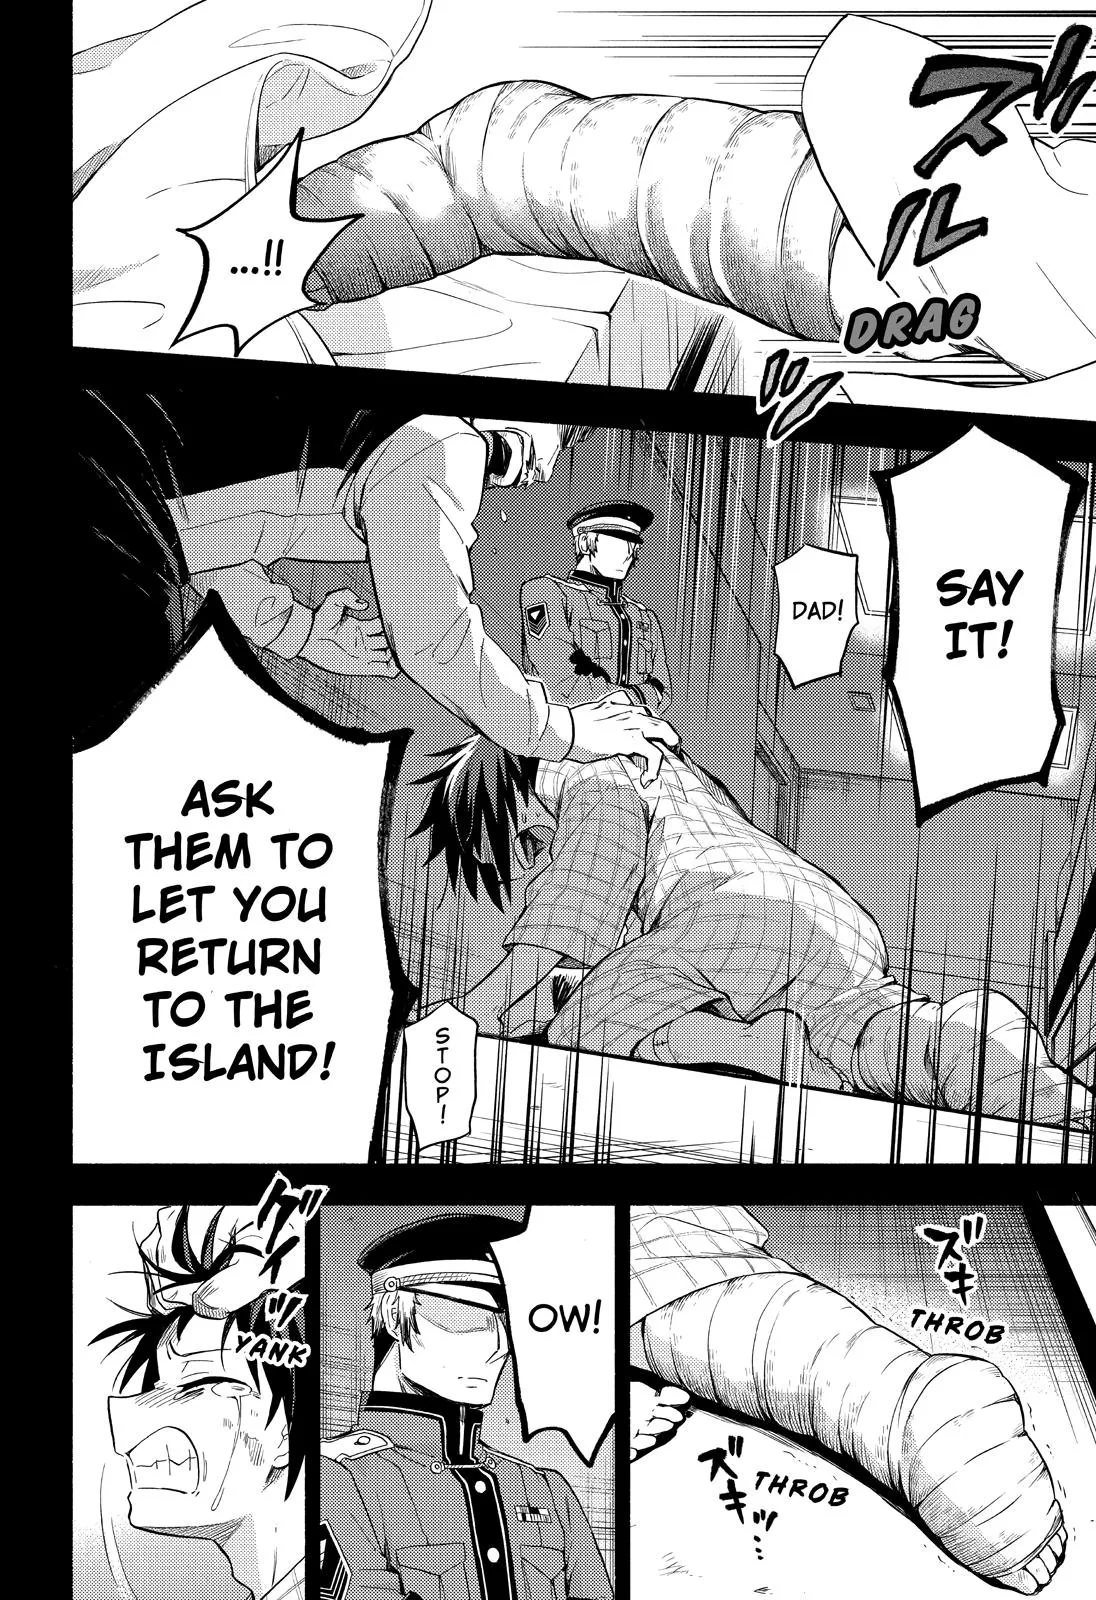 ズルッ
DRAG
...!!
SAY
IT!
DAD!
ASK
THEM TO
LET YOU
RETURN
TO THE
ISLAND!
STOP!
ズキ
THROB
ズキッ…
THROB
OW!
グイッ
YANK